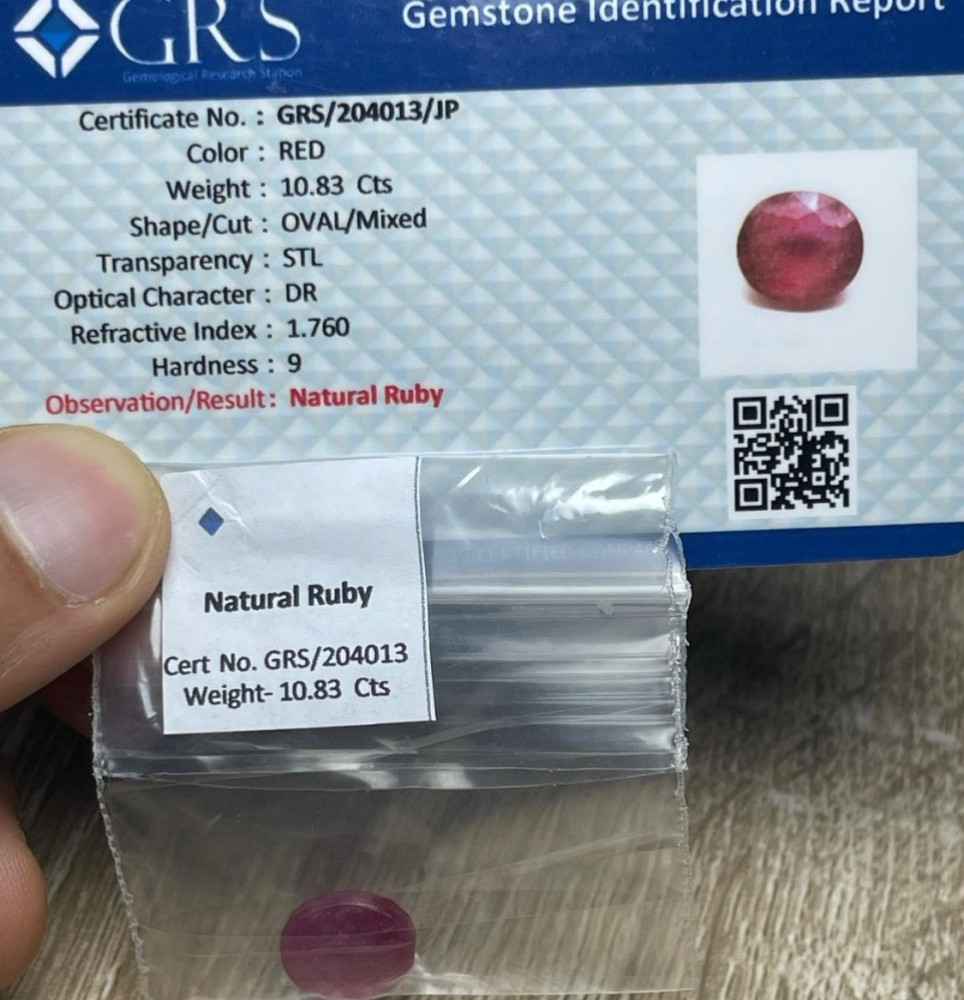 GRS
Gemological Research Station
Gemstone Identification Report
Certificate No. : GRS/204013/JP
Color : RED
Weight : 10.83 Cts
Shape/Cut : OVAL/Mixed
Transparency : STL
Optical Character : DR
Refractive Index : 1.760
Hardness : 9
Observation/Result: Natural Ruby
Natural Ruby
Cert No. GRS/204013
Weight- 10.83 Cts